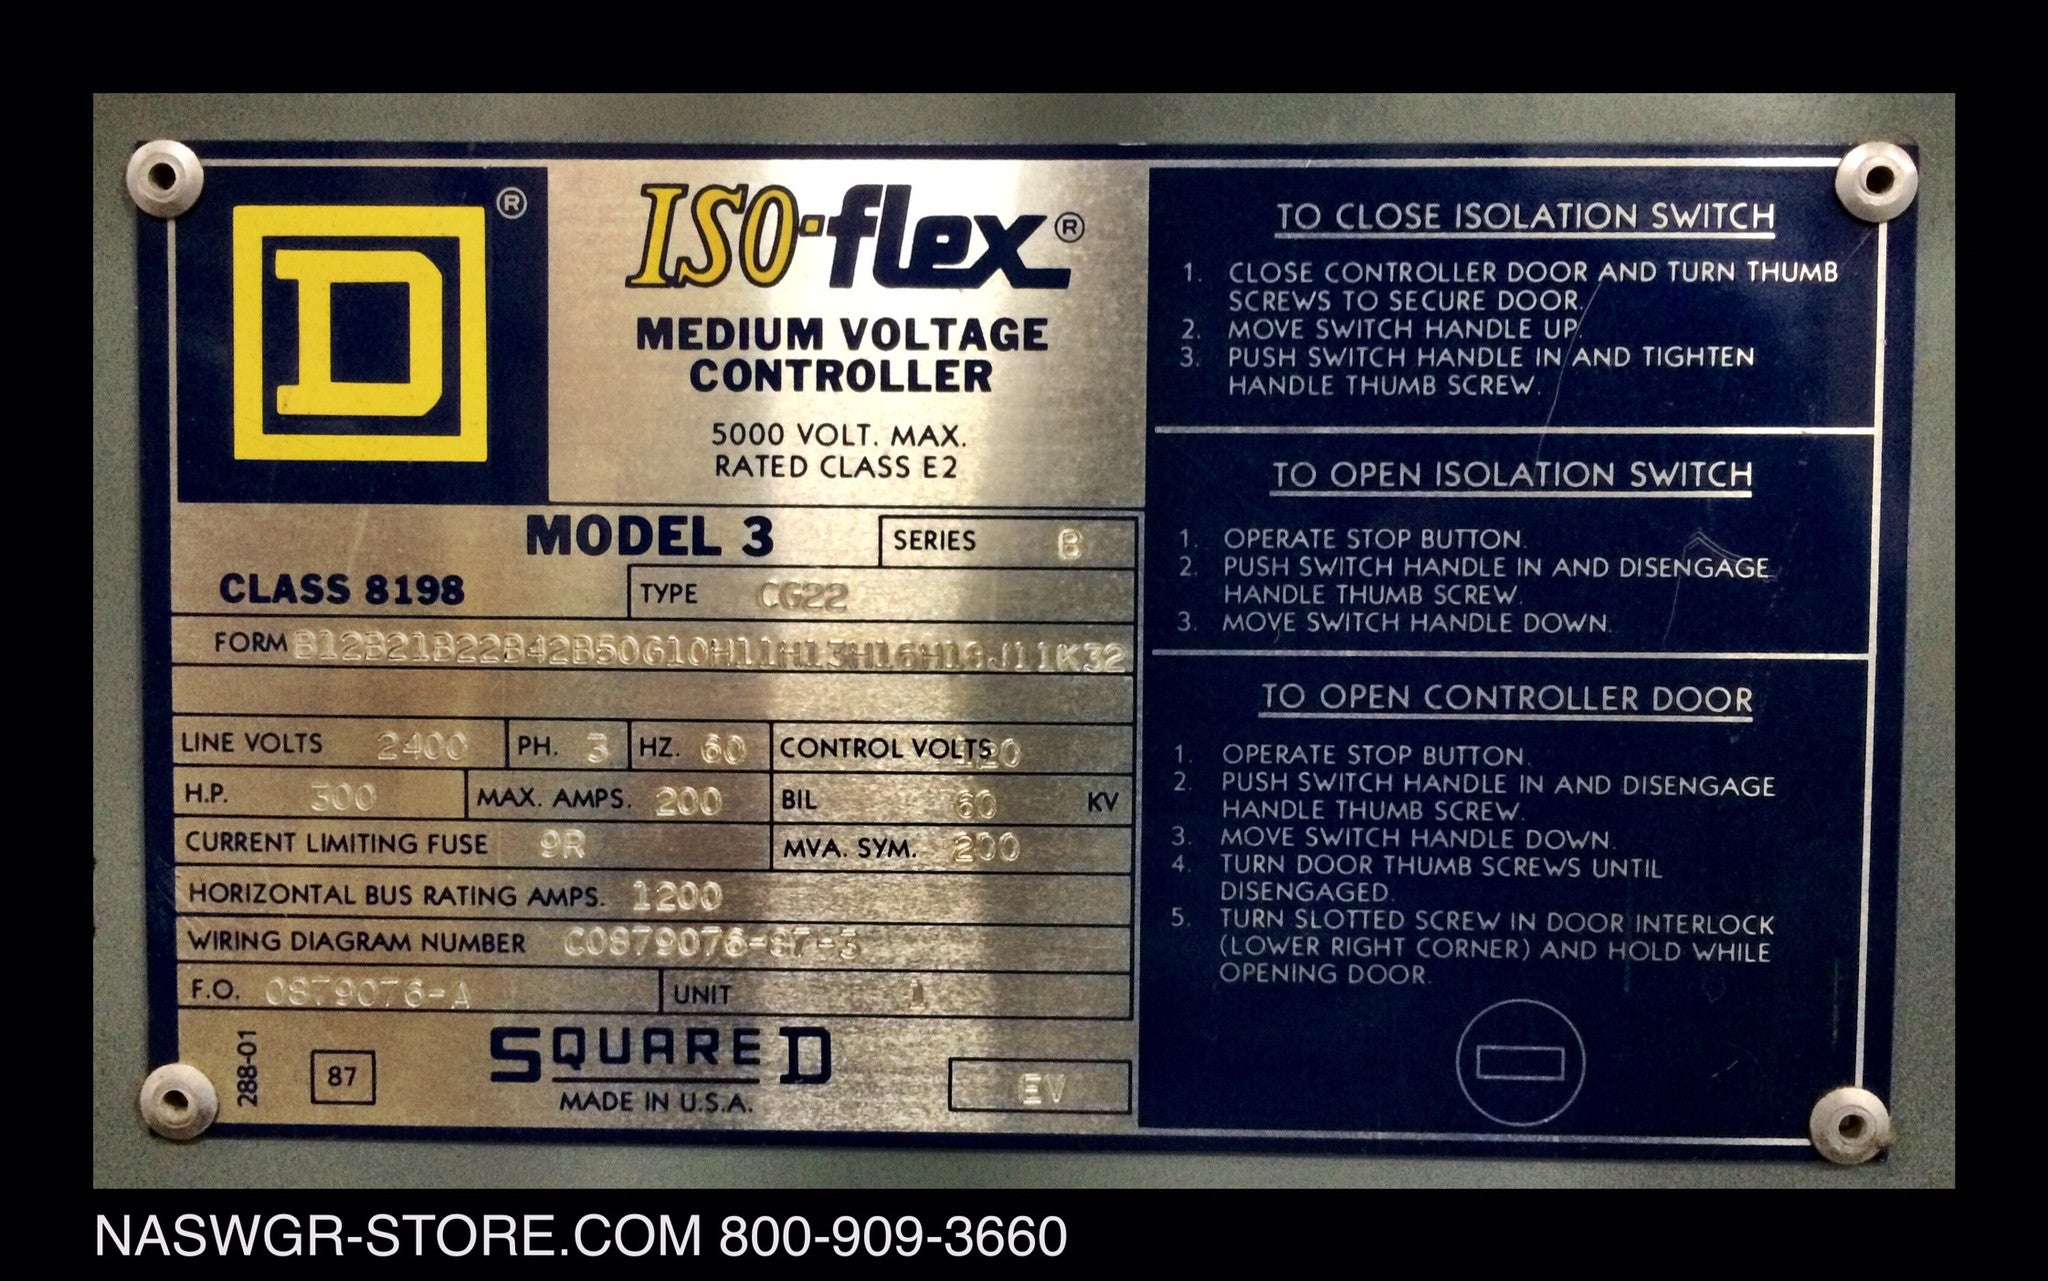 D ®
ISO-flex ®
MEDIUM VOLTAGE
CONTROLLER
5000 VOLT. MAX.
RATED CLASS E2
MODEL 3 SERIES B
CLASS 8198 TYPE CG22
FORM B12B21B22B42B50G10H11H13H16H18J11K32
LINE VOLTS 2400 PH. 3 HZ. 60 CONTROL VOLTS 120
H.P. 300 MAX. AMPS. 200 BIL 60 KV
CURRENT LIMITING FUSE 9R MVA. SYM. 200
HORIZONTAL BUS RATING AMPS. 1200
WIRING DIAGRAM NUMBER C0879076-87-3
F.O. 0879076-A UNIT 1
288-01
87
SQUARE D
MADE IN U.S.A.
EV
TO CLOSE ISOLATION SWITCH
1. CLOSE CONTROLLER DOOR AND TURN THUMB
SCREWS TO SECURE DOOR.
2. MOVE SWITCH HANDLE UP
3. PUSH SWITCH HANDLE IN AND TIGHTEN
HANDLE THUMB SCREW.
TO OPEN ISOLATION SWITCH
1. OPERATE STOP BUTTON.
2. PUSH SWITCH HANDLE IN AND DISENGAGE
HANDLE THUMB SCREW.
3. MOVE SWITCH HANDLE DOWN.
TO OPEN CONTROLLER DOOR
1. OPERATE STOP BUTTON.
2. PUSH SWITCH HANDLE IN AND DISENGAGE
HANDLE THUMB SCREW.
3. MOVE SWITCH HANDLE DOWN.
4. TURN DOOR THUMB SCREWS UNTIL
DISENGAGED.
5. TURN SLOTTED SCREW IN DOOR INTERLOCK
(LOWER RIGHT CORNER) AND HOLD WHILE
OPENING DOOR.
NASWGR-STORE.COM 800-909-3660